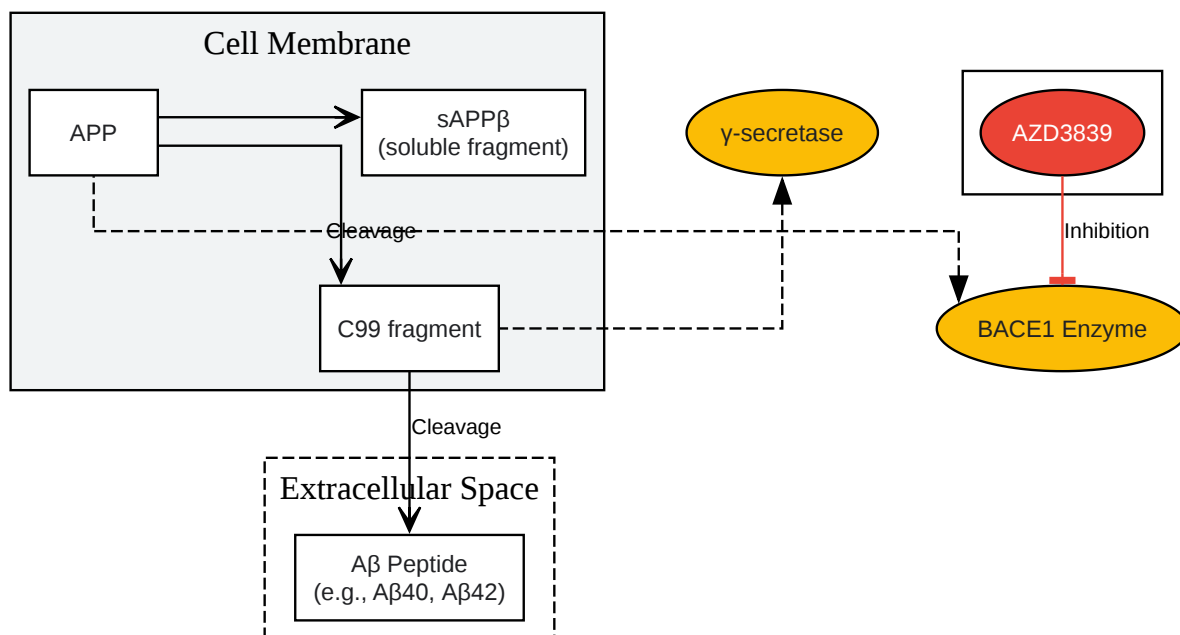 Cell Membrane
APP
sAPPβ
(soluble fragment)
γ-secretase
AZD3839
Cleavage
Inhibition
C99 fragment
BACE1 Enzyme
Cleavage
Extracellular Space
Aβ Peptide
(e.g., Aβ40, Aβ42)